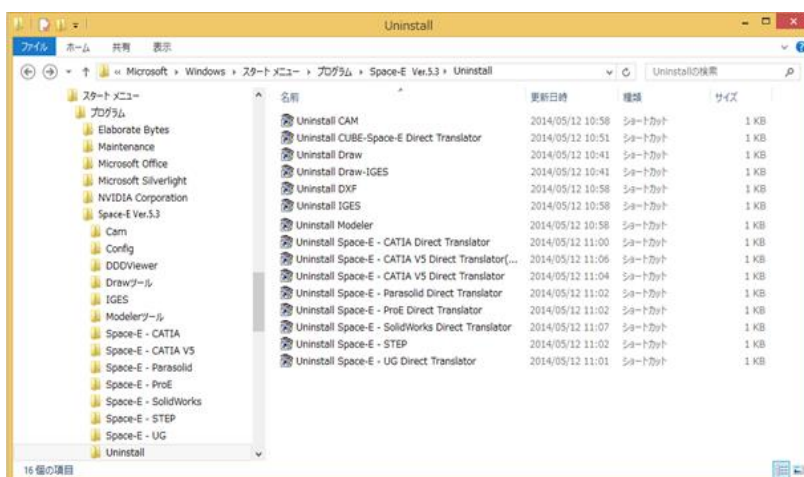 Uninstall
ファイル ホーム 共有 表示
« Microsoft › Windows › スタート メニュー › プログラム › Space-E Ver.5.3 › Uninstall
Uninstallの検索
スタート メニュー
プログラム
Elaborate Bytes
Maintenance
Microsoft Office
Microsoft Silverlight
NVIDIA Corporation
Space-E Ver.5.3
Cam
Config
DDDViewer
Drawツール
IGES
Modelerツール
Space-E - CATIA
Space-E - CATIA V5
Space-E - Parasolid
Space-E - ProE
Space-E - SolidWorks
Space-E - STEP
Space-E - UG
Uninstall
名前 更新日時 種類 サイズ
Uninstall CAM 2014/05/12 10:58 ショートカット 1 KB
Uninstall CUBE-Space-E Direct Translator 2014/05/12 10:51 ショートカット 1 KB
Uninstall Draw 2014/05/12 10:41 ショートカット 1 KB
Uninstall Draw-IGES 2014/05/12 10:41 ショートカット 1 KB
Uninstall DXF 2014/05/12 10:58 ショートカット 1 KB
Uninstall IGES 2014/05/12 10:58 ショートカット 1 KB
Uninstall Modeler 2014/05/12 10:58 ショートカット 1 KB
Uninstall Space-E - CATIA Direct Translator 2014/05/12 11:00 ショートカット 1 KB
Uninstall Space-E - CATIA V5 Direct Translator(... 2014/05/12 11:06 ショートカット 1 KB
Uninstall Space-E - CATIA V5 Direct Translator 2014/05/12 11:04 ショートカット 1 KB
Uninstall Space-E - Parasolid Direct Translator 2014/05/12 11:02 ショートカット 1 KB
Uninstall Space-E - ProE Direct Translator 2014/05/12 11:02 ショートカット 1 KB
Uninstall Space-E - SolidWorks Direct Translator 2014/05/12 11:07 ショートカット 1 KB
Uninstall Space-E - STEP 2014/05/12 11:02 ショートカット 1 KB
Uninstall Space-E - UG Direct Translator 2014/05/12 11:01 ショートカット 1 KB
16 個の項目